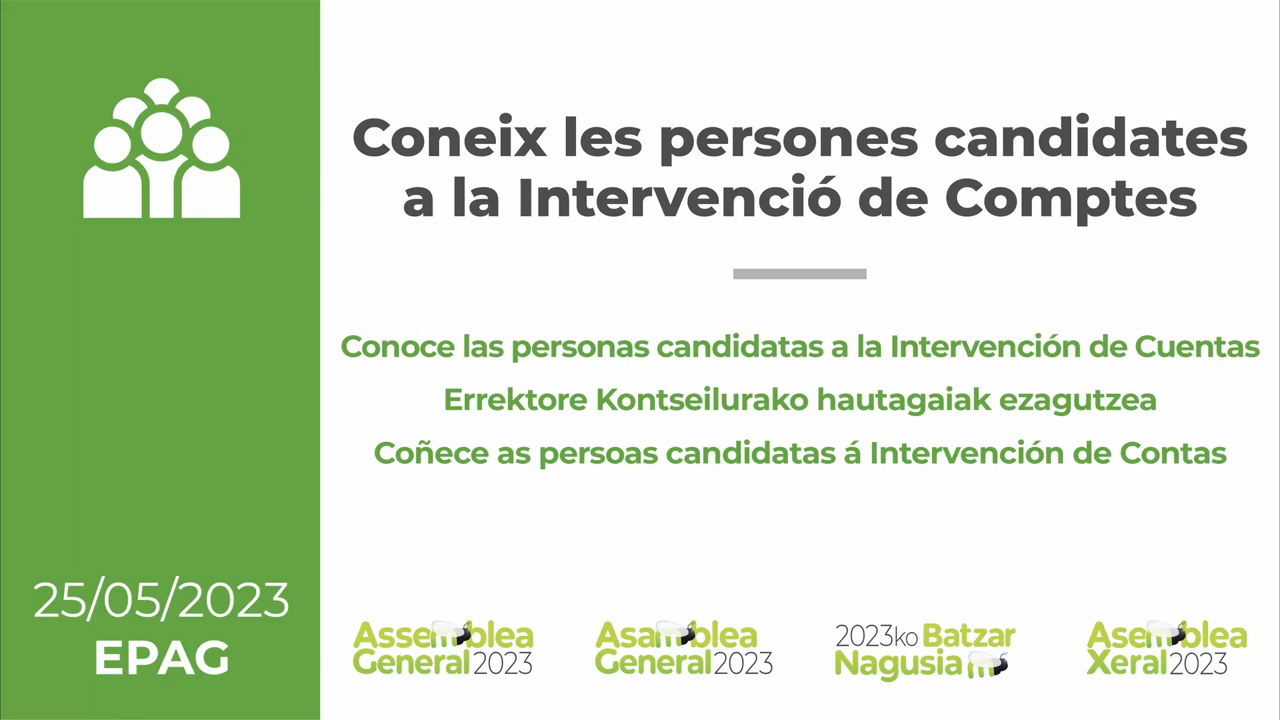 Coneix les persones candidates
a la Intervenció de Comptes
Conoce las personas candidatas a la Intervención de Cuentas
Errektore Kontseilurako hautagaiak ezagutzea
Coñece as persoas candidatas á Intervención de Contas
25/05/2023
EPAG
Assemblea
General 2023
Asamblea
General 2023
2023ko Batzar
Nagusia
Asemblea
Xeral 2023